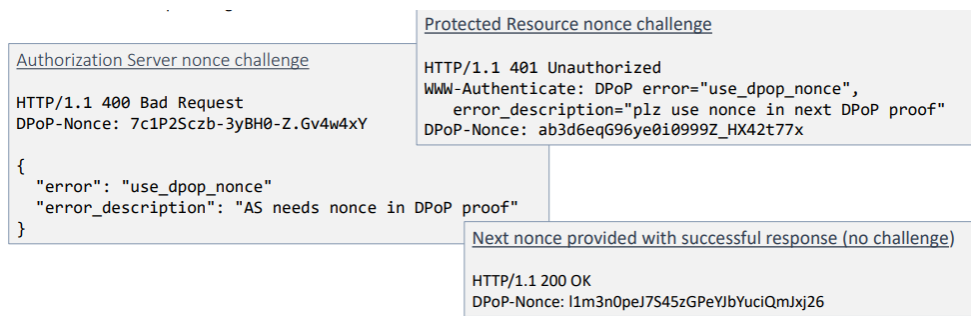 Protected Resource nonce challenge
HTTP/1.1 401 Unauthorized
WWW-Authenticate: DPoP error="use_dpop_nonce",
error_description="plz use nonce in next DPoP proof"
DPoP-Nonce: ab3d6eqG96ye0i0999Z_HX42t77x
Authorization Server nonce challenge
HTTP/1.1 400 Bad Request
DPoP-Nonce: 7c1P2Sczb-3yBH0-Z.Gv4w4xY
{
"error": "use_dpop_nonce"
"error_description": "AS needs nonce in DPoP proof"
}
Next nonce provided with successful response (no challenge)
HTTP/1.1 200 OK
DPoP-Nonce: l1m3n0peJ7S45zGPeYJbYuciQmJxj26